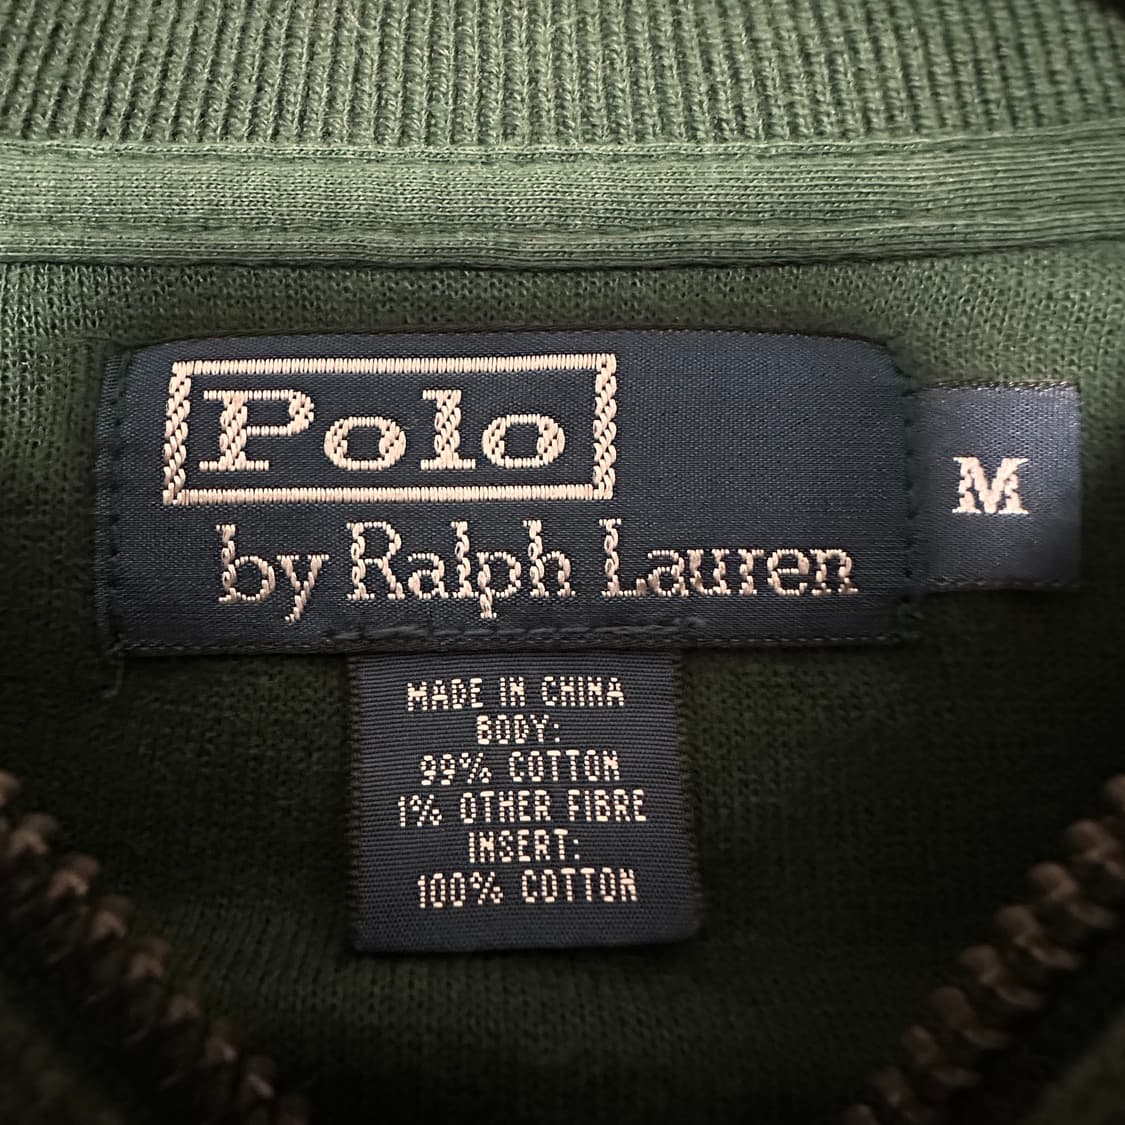 Polo
by Ralph Lauren
M
MADE IN CHINA
BODY:
99% COTTON
1% OTHER FIBRE
INSERT:
100% COTTON